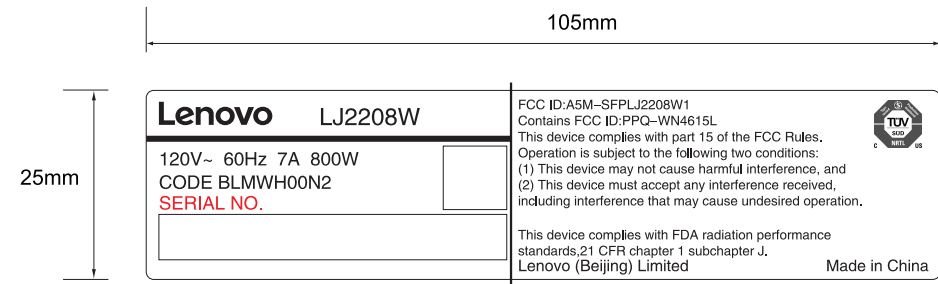 105mm
25mm
Lenovo LJ2208W
120V~ 60Hz 7A 800W
CODE BLMWH00N2
SERIAL NO.
FCC ID:A5M–SFPLJ2208W1
Contains FCC ID:PPQ–WN4615L
This device complies with part 15 of the FCC Rules.
Operation is subject to the following two conditions:
(1) This device may not cause harmful interference, and
(2) This device must accept any interference received,
including interference that may cause undesired operation.
This device complies with FDA radiation performance
standards,21 CFR chapter 1 subchapter J.
Lenovo (Beijing) Limited Made in China
TÜV
SUD
NRTL
C US